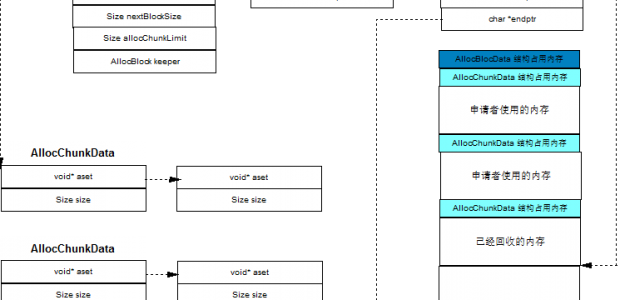 Size nextBlockSize
Size allocChunkLimit
AllocBlock keeper
char *endptr
AllocBlocData 结构占用内存
AllocChunkData 结构占用内存
申请者使用的内存
AllocChunkData 结构占用内存
申请者使用的内存
AllocChunkData 结构占用内存
已经回收的内存
AllocChunkData
void* aset
Size size
void* aset
Size size
AllocChunkData
void* aset
Size size
void* aset
Size size